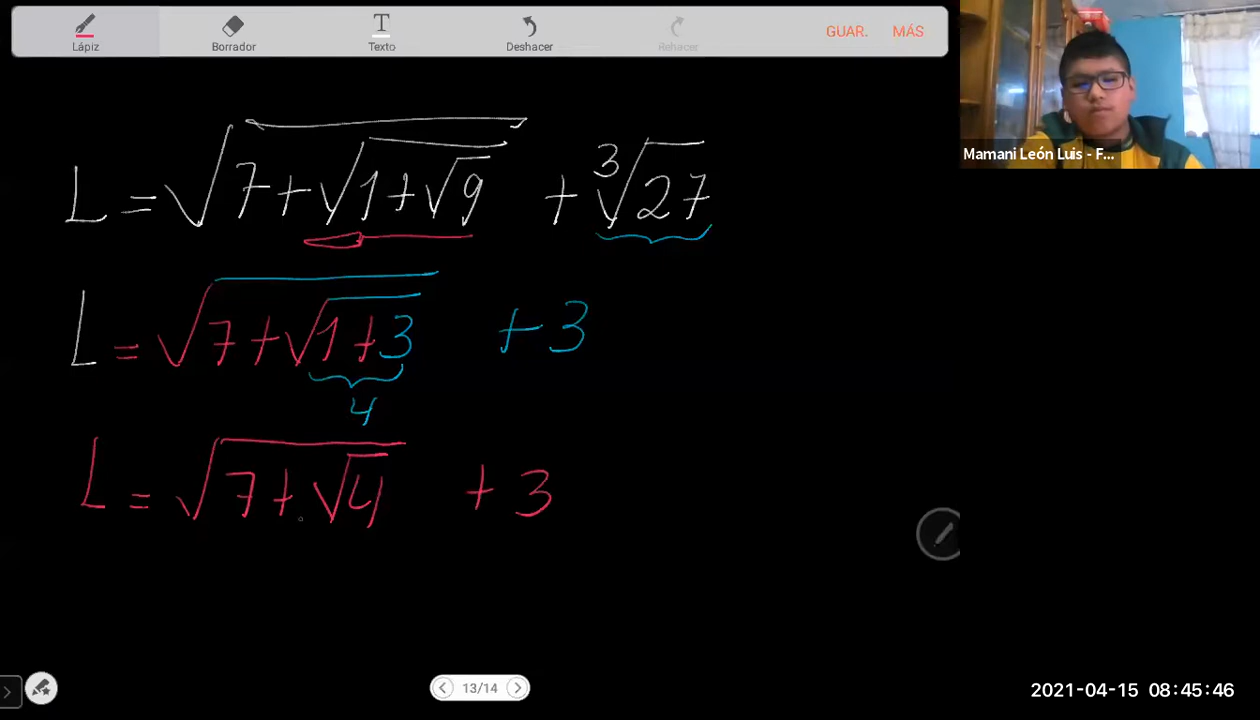 Lápiz Borrador Texto Deshacer Rehacer GUAR. MÁS
Mamani León Luis - F...
L = √(7 + √(1 + √9)) + ³√27
L = √(7 + √(1 + 3)) + 3
4
L = √(7 + √4) + 3
13/14
2021-04-15 08:45:46